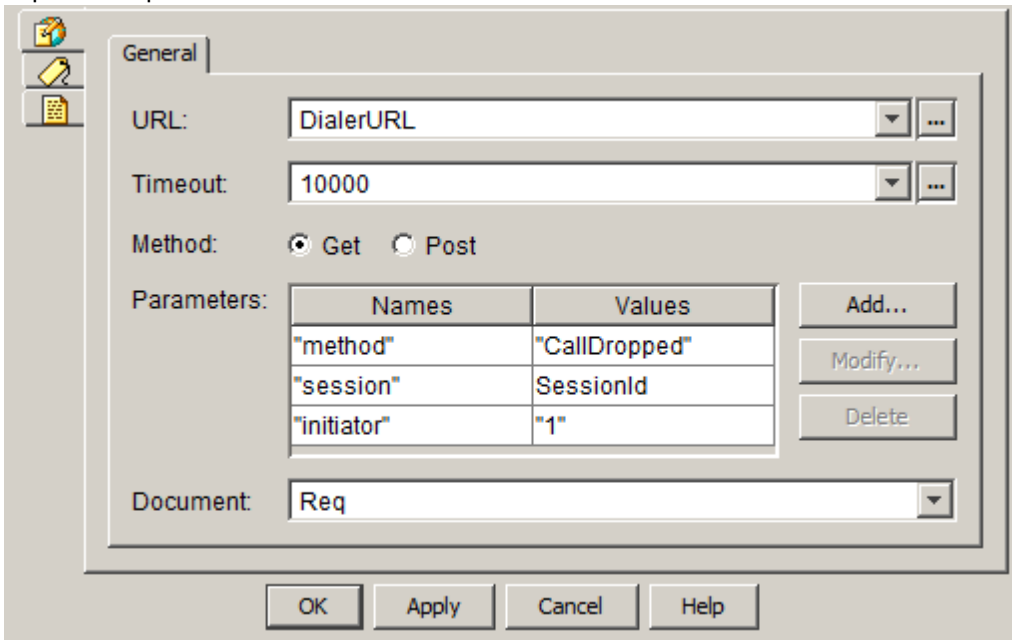 General
URL: DialerURL ...
Timeout: 10000 ...
Method: Get Post
Parameters: Names Values Add...
"method" "CallDropped" Modify...
"session" SessionId
"initiator" "1" Delete
Document: Req
OK Apply Cancel Help